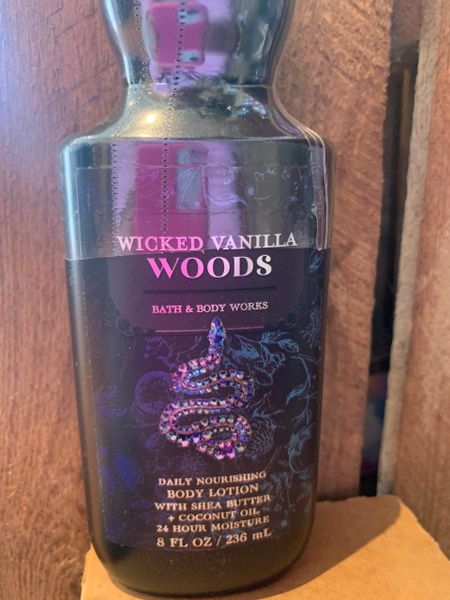 WICKED VANILLA
WOODS
BATH & BODY WORKS
DAILY NOURISHING
BODY LOTION
WITH SHEA BUTTER
+ COCONUT OIL
24 HOUR MOISTURE
8 FL OZ / 236 mL